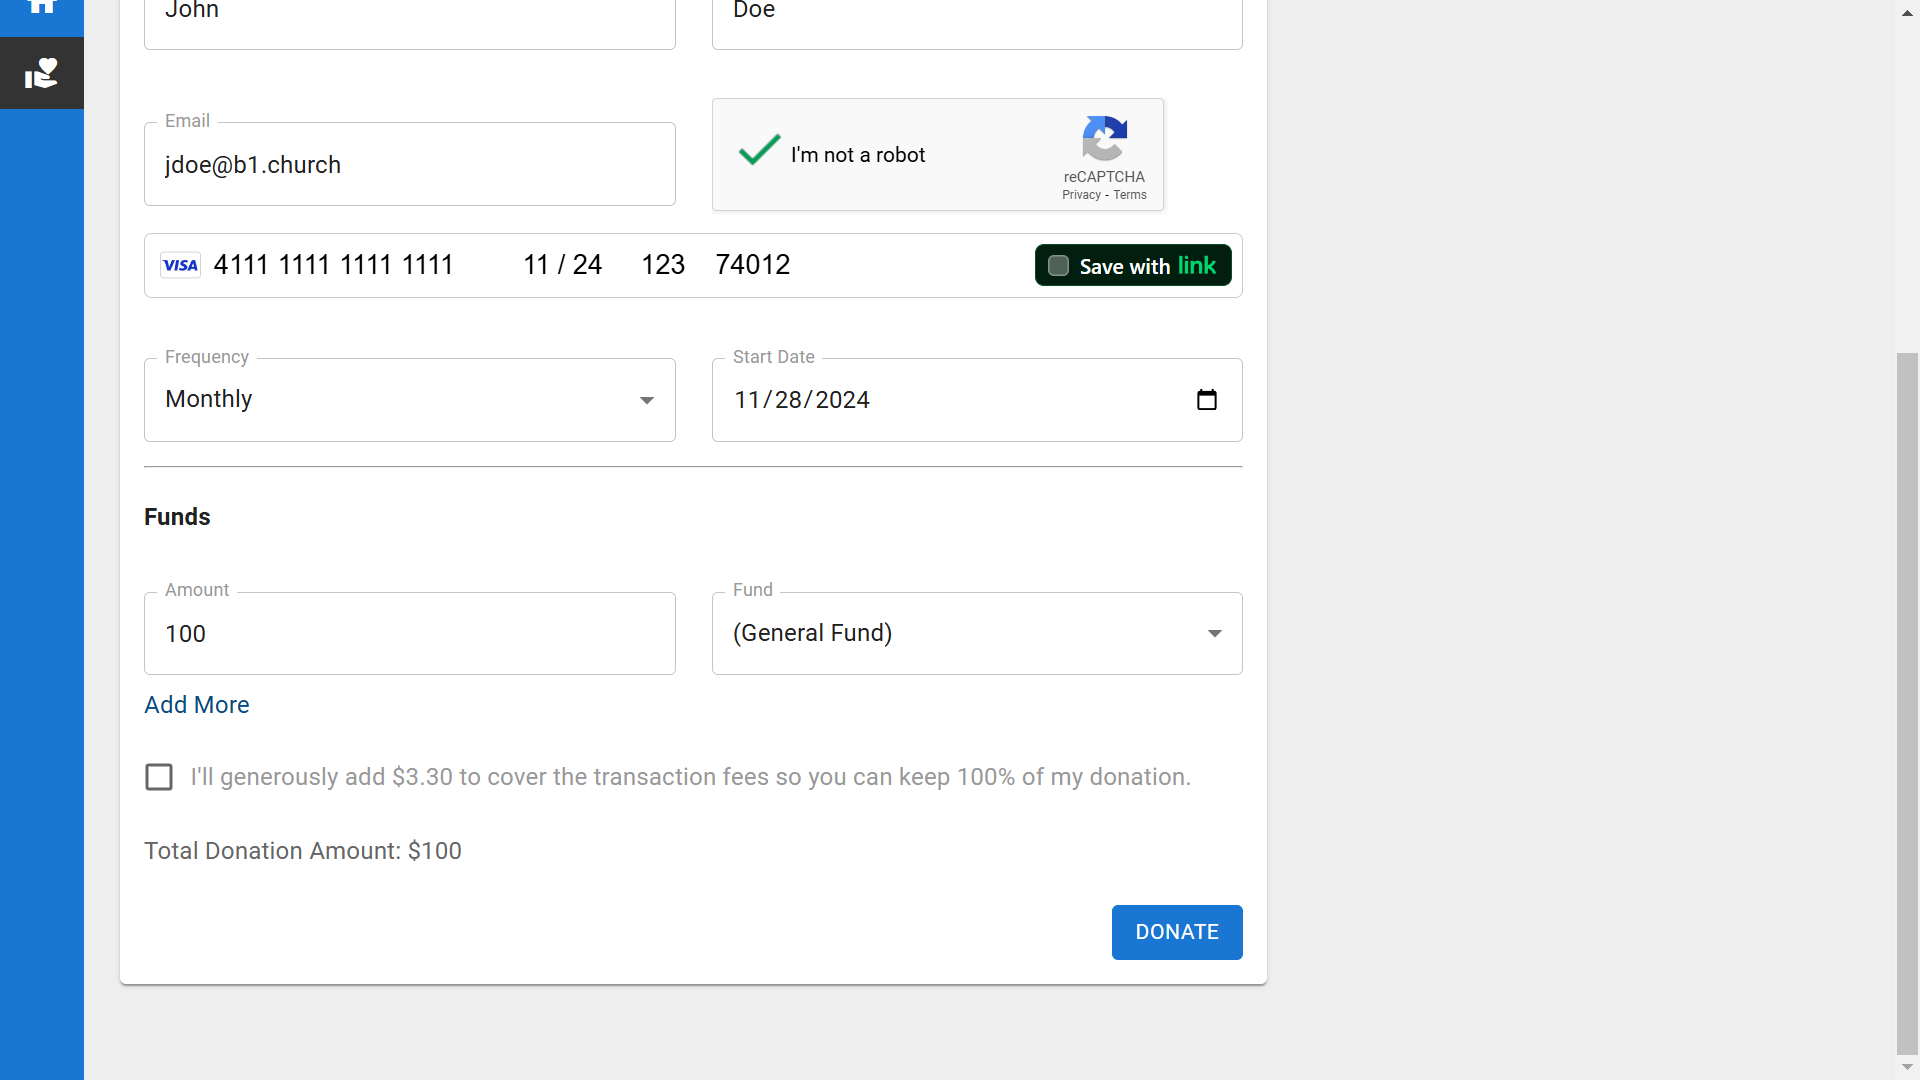 John
Doe
Email
jdoe@b1.church
I'm not a robot
reCAPTCHA
Privacy - Terms
VISA 4111 1111 1111 1111 11 / 24 123 74012 Save with link
Frequency
Monthly
Start Date
11/28/2024
Funds
Amount
100
Fund
(General Fund)
Add More
I'll generously add $3.30 to cover the transaction fees so you can keep 100% of my donation.
Total Donation Amount: $100
DONATE